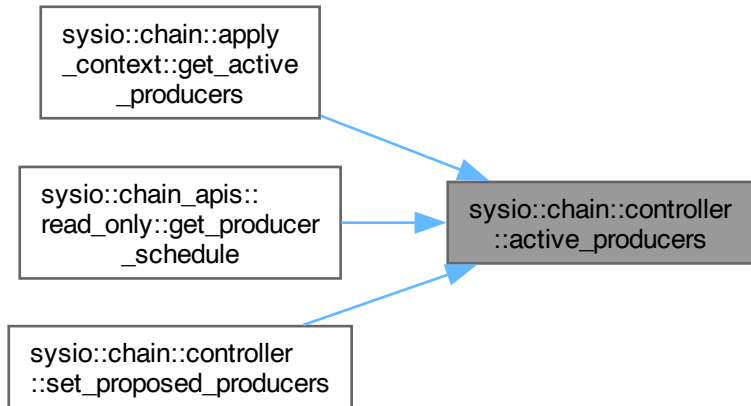 sysio::chain::apply
_context::get_active
_producers
sysio::chain_apis::
read_only::get_producer
_schedule
sysio::chain::controller
::set_proposed_producers
sysio::chain::controller
::active_producers